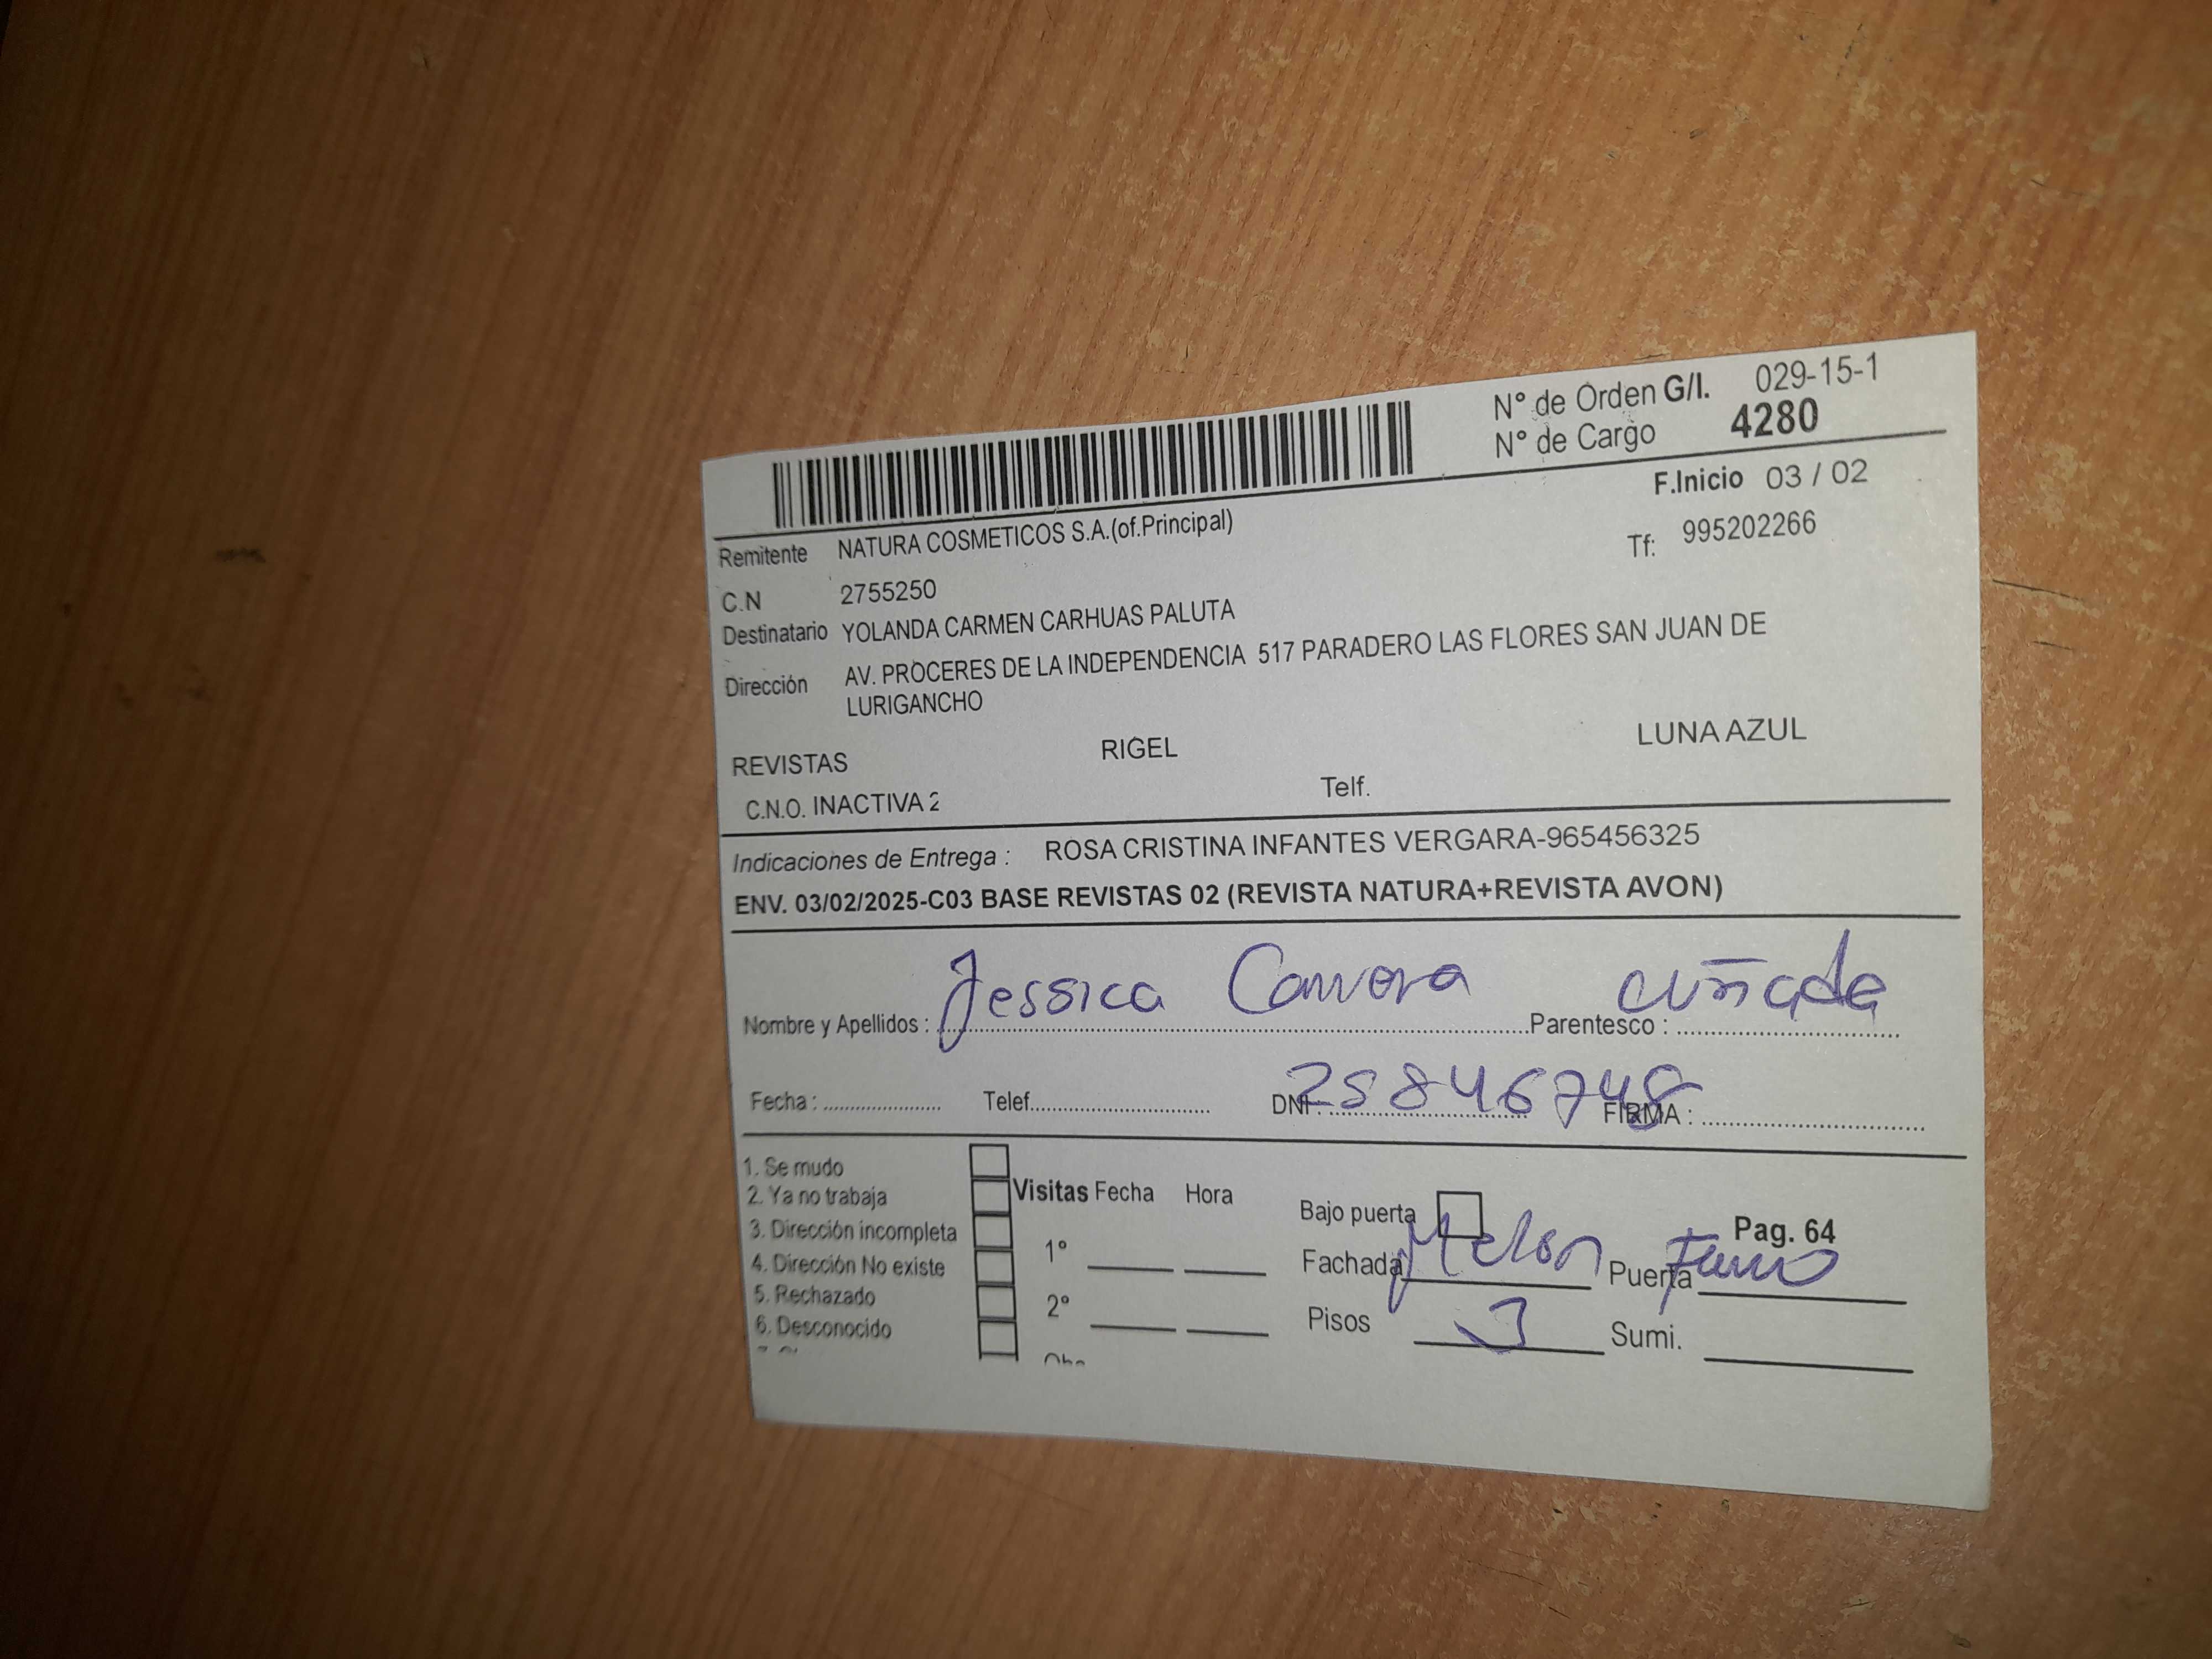 N° de Orden G/I. 029-15-1
N° de Cargo 4280
F.Inicio 03 / 02
Remitente NATURA COSMETICOS S.A.(of.Principal)
Tf: 995202266
C.N 2755250
Destinatario YOLANDA CARMEN CARHUAS PALUTA
Dirección AV. PROCERES DE LA INDEPENDENCIA 517 PARADERO LAS FLORES SAN JUAN DE
LURIGANCHO
REVISTAS RIGEL LUNA AZUL
C.N.O. INACTIVA 2 Telf.
Indicaciones de Entrega : ROSA CRISTINA INFANTES VERGARA-965456325
ENV. 03/02/2025-C03 BASE REVISTAS 02 (REVISTA NATURA+REVISTA AVON)
Nombre y Apellidos : Jessica Parentesco : cuñada
Fecha : Telef. DNI : 25846748 FIRMA :
1. Se mudo
2. Ya no trabaja
3. Dirección incompleta
4. Dirección No existe
5. Rechazado
6. Desconocido
Visitas Fecha Hora
1°
2°
Bajo puerta Pag. 64
Fachada Melon Puerta
Pisos 3 Sumi.